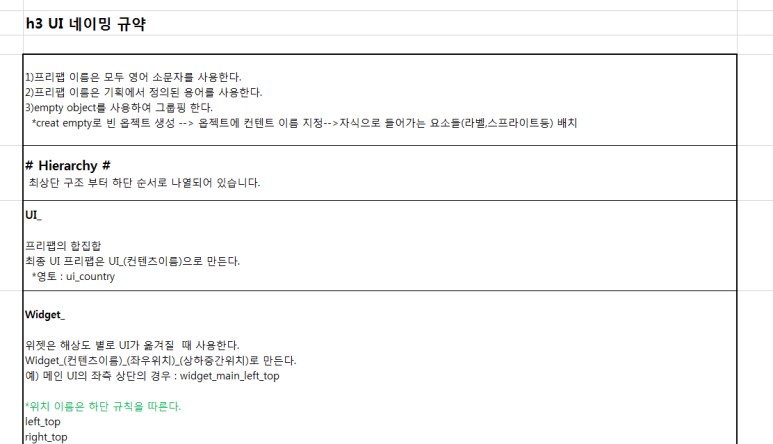 h3 UI 네이밍 규약
1)프리팹 이름은 모두 영어 소문자를 사용한다.
2)프리팹 이름은 기획에서 정의된 용어를 사용한다.
3)empty object를 사용하여 그룹핑 한다.
*creat empty로 빈 옵젝트 생성 --> 옵젝트에 컨텐트 이름 지정-->자식으로 들어가는 요소들(라벨,스프라이트등) 배치
# Hierarchy #
최상단 구조 부터 하단 순서로 나열되어 있습니다.
UI_
프리팹의 합집합
최종 UI 프리팹은 UI_(컨텐츠이름)으로 만든다.
*영토 : ui_country
Widget_
위젯은 해상도 별로 UI가 옮겨질 때 사용한다.
Widget_(컨텐츠이름)_(좌우위치)_(상하중간위치)로 만든다.
예) 메인 UI의 좌측 상단의 경우 : widget_main_left_top
*위치 이름은 하단 규칙을 따른다.
left_top
right_top